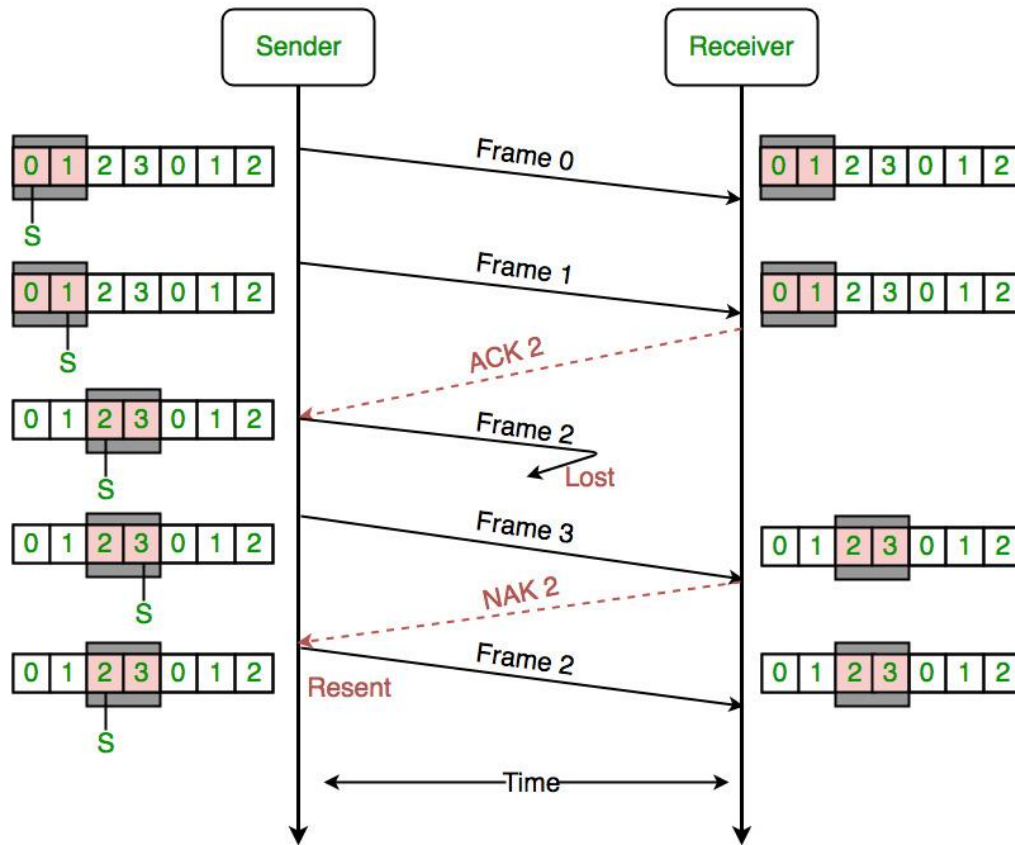 Sender
Receiver
0 1 2 3 0 1 2
Frame 0
0 1 2 3 0 1 2
S
0 1 2 3 0 1 2
Frame 1
0 1 2 3 0 1 2
S
ACK 2
0 1 2 3 0 1 2
Frame 2
Lost
S
0 1 2 3 0 1 2
Frame 3
0 1 2 3 0 1 2
S
NAK 2
0 1 2 3 0 1 2
Frame 2
0 1 2 3 0 1 2
Resent
S
Time